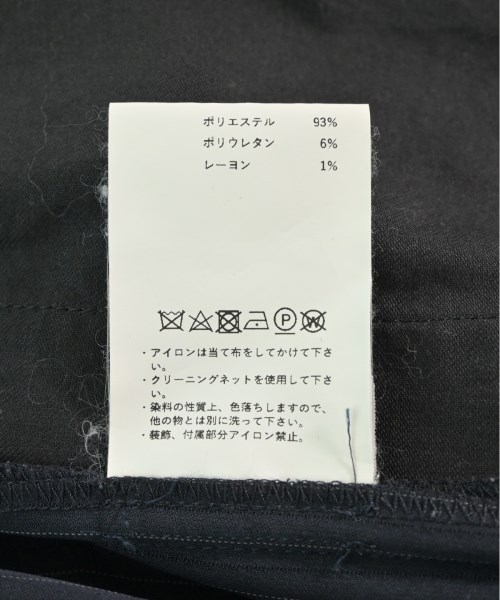 ポリエステル 93%
ポリウレタン 6%
レーヨン 1%
P W
・アイロンは当て布をしてかけて下さ
い。
・クリーニングネットを使用して下さ
い。
・染料の性質上、色落ちしますので、
他の物とは別に洗って下さい。
・装飾、付属部分アイロン禁止。